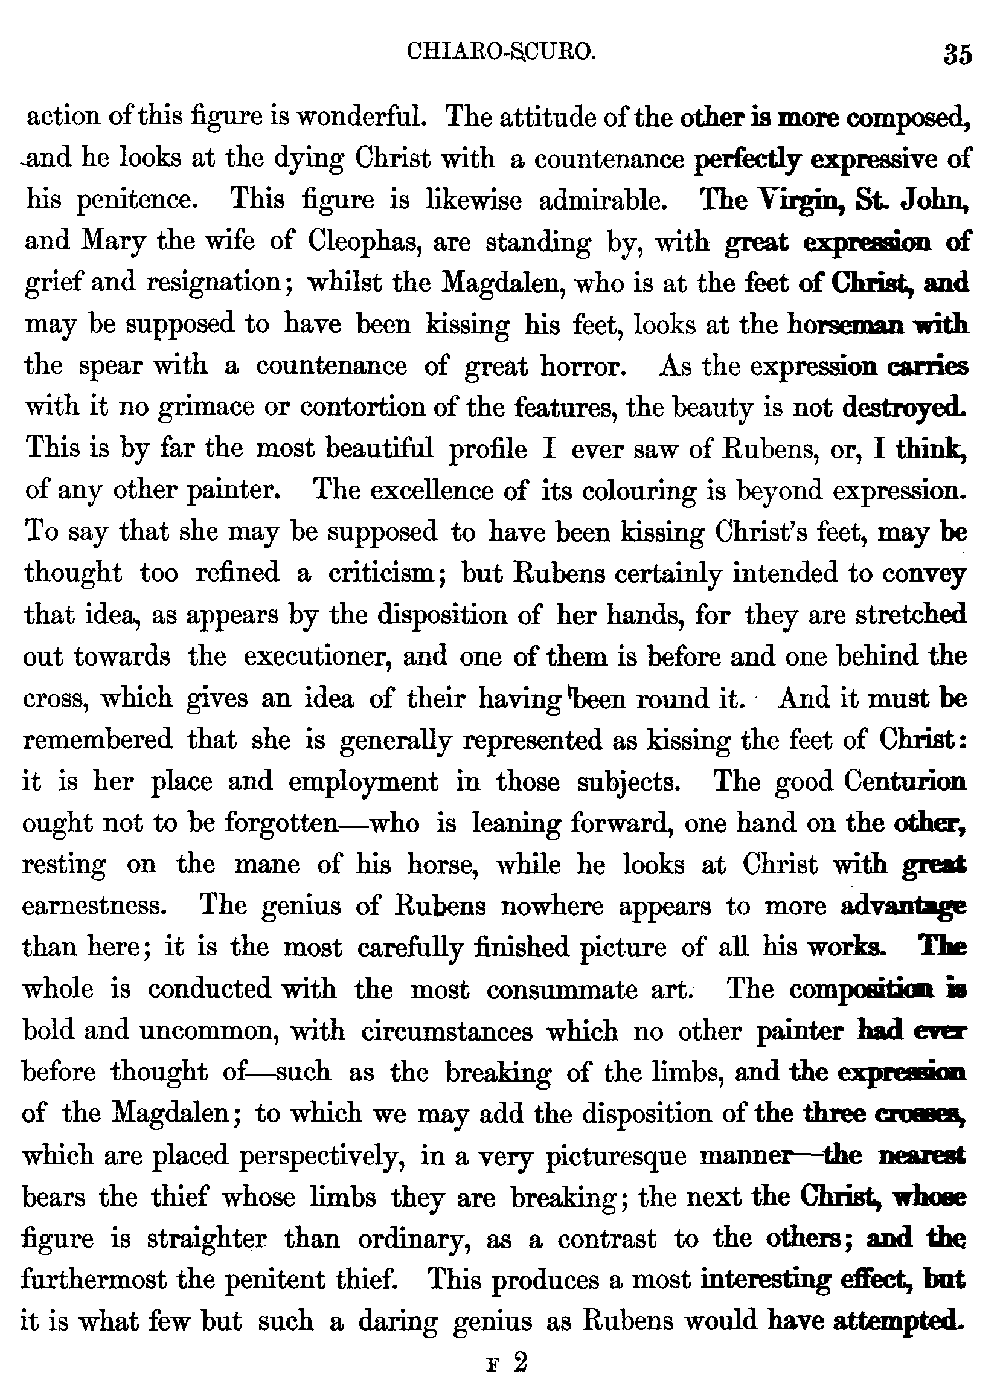 CHIARO-SCURO. 35
action of this figure is wonderful. The attitude of the other is more composed,
and he looks at the dying Christ with a countenance perfectly expressive of
his penitence. This figure is likewise admirable. The Virgin, St. John,
and Mary the wife of Cleophas, are standing by, with great expression of
grief and resignation; whilst the Magdalen, who is at the feet of Christ, and
may be supposed to have been kissing his feet, looks at the horseman with
the spear with a countenance of great horror. As the expression carries
with it no grimace or contortion of the features, the beauty is not destroyed.
This is by far the most beautiful profile I ever saw of Rubens, or, I think,
of any other painter. The excellence of its colouring is beyond expression.
To say that she may be supposed to have been kissing Christ's feet, may be
thought too refined a criticism; but Rubens certainly intended to convey
that idea, as appears by the disposition of her hands, for they are stretched
out towards the executioner, and one of them is before and one behind the
cross, which gives an idea of their having been round it. And it must be
remembered that she is generally represented as kissing the feet of Christ:
it is her place and employment in those subjects. The good Centurion
ought not to be forgotten—who is leaning forward, one hand on the other,
resting on the mane of his horse, while he looks at Christ with great
earnestness. The genius of Rubens nowhere appears to more advantage
than here; it is the most carefully finished picture of all his works. The
whole is conducted with the most consummate art. The composition is
bold and uncommon, with circumstances which no other painter had ever
before thought of—such as the breaking of the limbs, and the expression
of the Magdalen; to which we may add the disposition of the three crosses,
which are placed perspectively, in a very picturesque manner—the nearest
bears the thief whose limbs they are breaking; the next the Christ, whose
figure is straighter than ordinary, as a contrast to the others; and the
furthermost the penitent thief. This produces a most interesting effect, but
it is what few but such a daring genius as Rubens would have attempted.
F 2